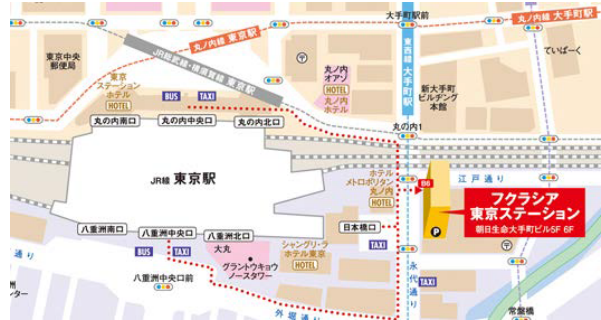 大手町駅前
丸ノ内線 大手町駅
丸ノ内線 東京駅
JR総武線・横須賀線 東京駅
東西線 大手町駅
東京中央
郵便局
東京
ステーション
ホテル
HOTEL
BUS
TAXI
丸の内
オアゾ
HOTEL
丸ノ内
ホテル
新大手町
ビルヂング
本館
ていぱーく
丸の内1
丸の内南口
丸の内中央口
丸の内北口
JR線 東京駅
ホテル
メトロポリタン
丸ノ内
HOTEL
B6
江戸通り
フクラシア
東京ステーション
朝日生命大手町ビル5F 6F
P
八重洲南口
八重洲中央口
八重洲北口
日本橋口
TAXI
BUS
TAXI
大丸
グラントウキョウ
ノースタワー
シャングリ・ラ
ホテル東京
HOTEL
八重洲中央口前
外堀通り
永代通り
常盤橋
通り
センター